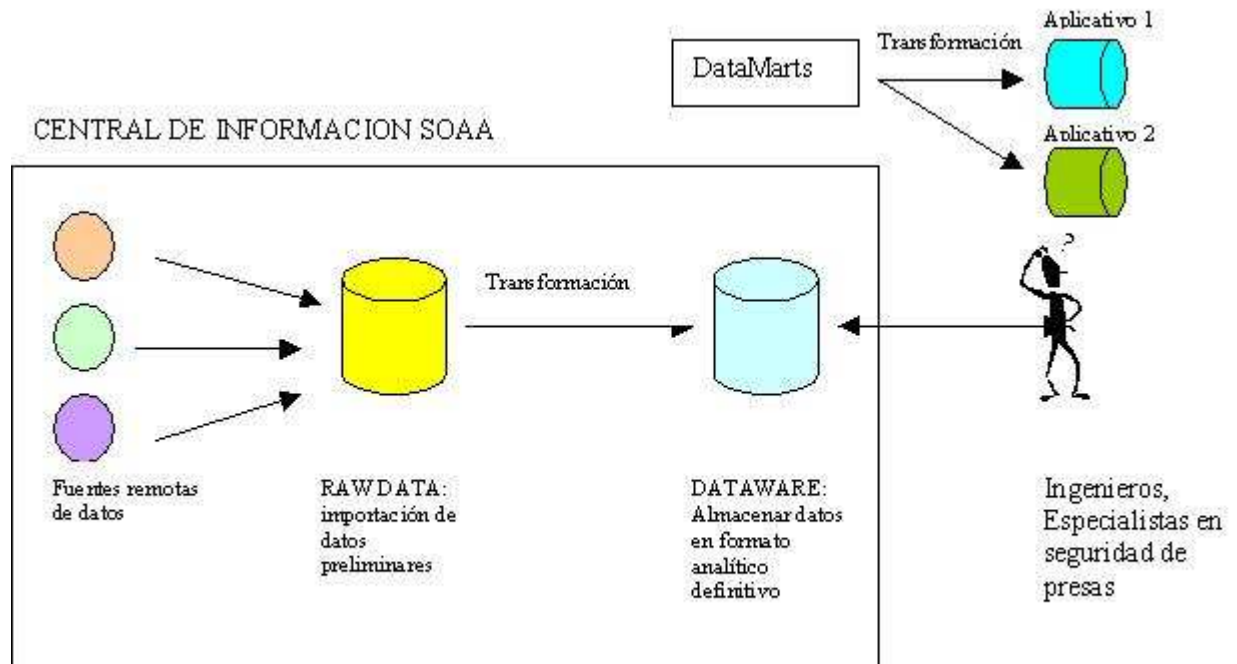 Aplicativo 1
Transformación
DataMarts
Aplicativo 2
CENTRAL DE INFORMACION SOAA
Transformación
?
Fuentes remotas
de datos
RAWDATA:
importación de
datos
preliminares
DATAWARE:
Almacenar datos
en formato
analítico
definitivo
Ingenieros,
Especialistas en
seguridad de
presas